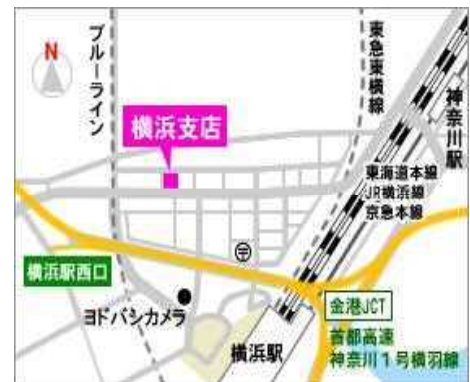 N
ブルーライン
東急東横線
神奈川駅
横浜支店
東海道本線
JR横浜線
京急本線
〒
横浜駅西口
ヨドバシカメラ
横浜駅
金港JCT
首都高速
神奈川1号横羽線